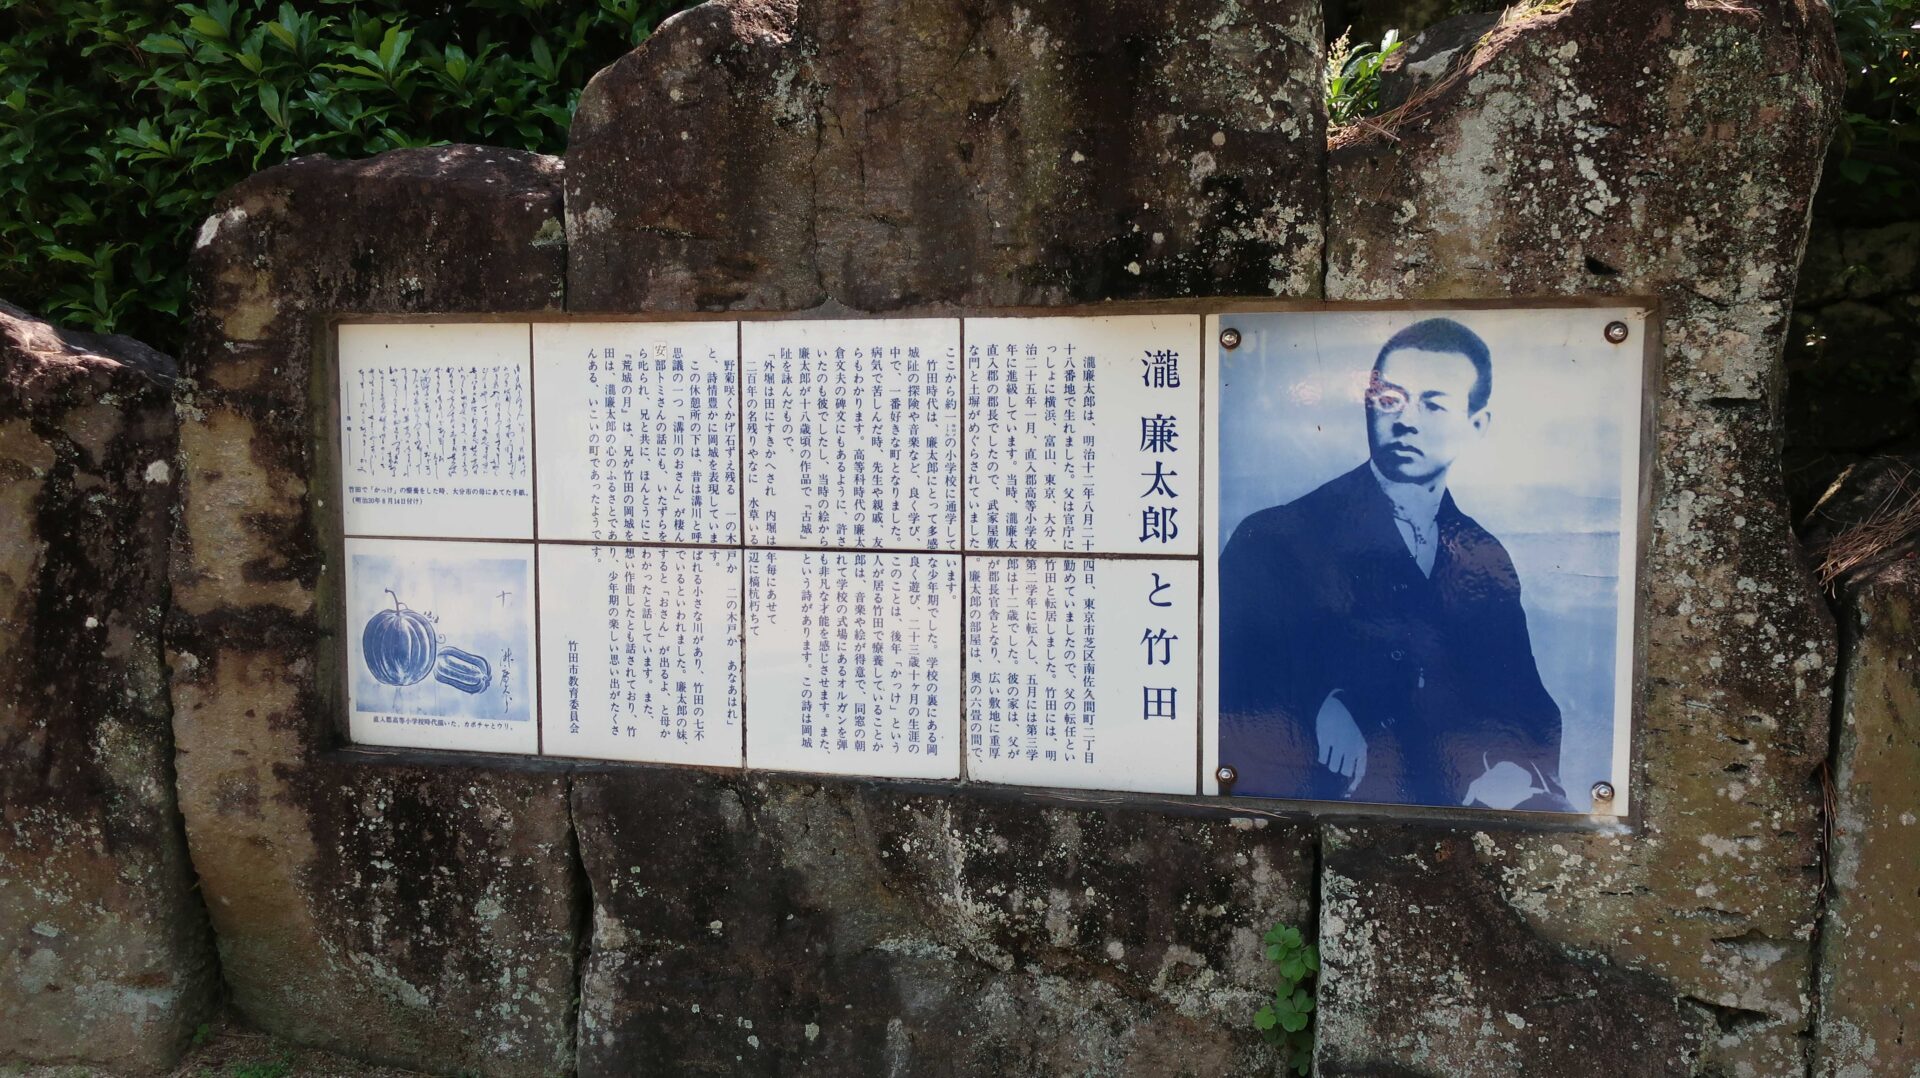 瀧 廉太郎と竹田
瀧廉太郎は、明治十二年八月二十四日、東京市芝区南佐久間町二丁目
十八番地で生れました。父は官庁に勤めていましたので、父の転任とい
っしょに横浜、富山、東京、大分、竹田と転居しました。竹田には、明
治二十五年一月、直入郡高等小学校第二学年に転入し、五月には第三学
年に進級しています。当時、瀧廉太郎は十二歳でした。彼の家は、父が
直入郡の郡長でしたので、武家屋敷が郡長官舎となり、広い敷地に重厚
な門と土塀がめぐらされていました。廉太郎の部屋は、奥の六畳の間で、
ここから約一の小学校に通学しています。
竹田時代は、廉太郎にとって多感な少年期でした。学校の裏にある岡
城趾の探険や音楽など、良く学び、良く遊び、二十三歳十ヶ月の生涯の
中で、一番好きな町となりました。このことは、後年「かっけ」という
病気で苦しんだ時、先生や親戚、友人が居る竹田で療養していることか
らもわかります。高等科時代の廉太郎は、音楽や絵が得意で、同窓の朝
倉文夫の碑文にもあるように、許されて学校の式場にあるオルガンを弾
いたのも彼でしたし、当時の絵からも非凡な才能を感じさせます。また、
廉太郎が十八歳頃の作品で『古城』という詩があります。この詩は岡城
趾を詠んだもので、
「外堀は田にすきかへされ 内堀は年毎にあせて
二百年の名残りやなに 水草いる辺に槁杭朽ちて
野菊咲くかげ石ずえ残る 一の木戸か 二の木戸か あなあはれ」
と、詩情豊かに岡城を表現しています。
この休憩所の下は、昔は溝川と呼ばれる小さな川があり、竹田の七不
思議の一つ「溝川のおさん」が棲んでいるといわれました。廉太郎の妹、
安部トミさんの話にも、いたずらをすると「おさん」が出るよ、と母か
ら叱られ、兄と共に、ほんとうにこわかったと話しています。また、
『荒城の月』は、兄が竹田の岡城を想い作曲したとも話されており、竹
田は、瀧廉太郎の心のふるさとであり、少年期の楽しい思い出がたくさ
んある、いこいの町であったようです。
竹田市教育委員会
竹田で「かっけ」の療養をした時、大分市の母にあてた手紙。
(明治30年8月14日付け)
直入郡高等小学校時代描いた、カボチャとウリ。